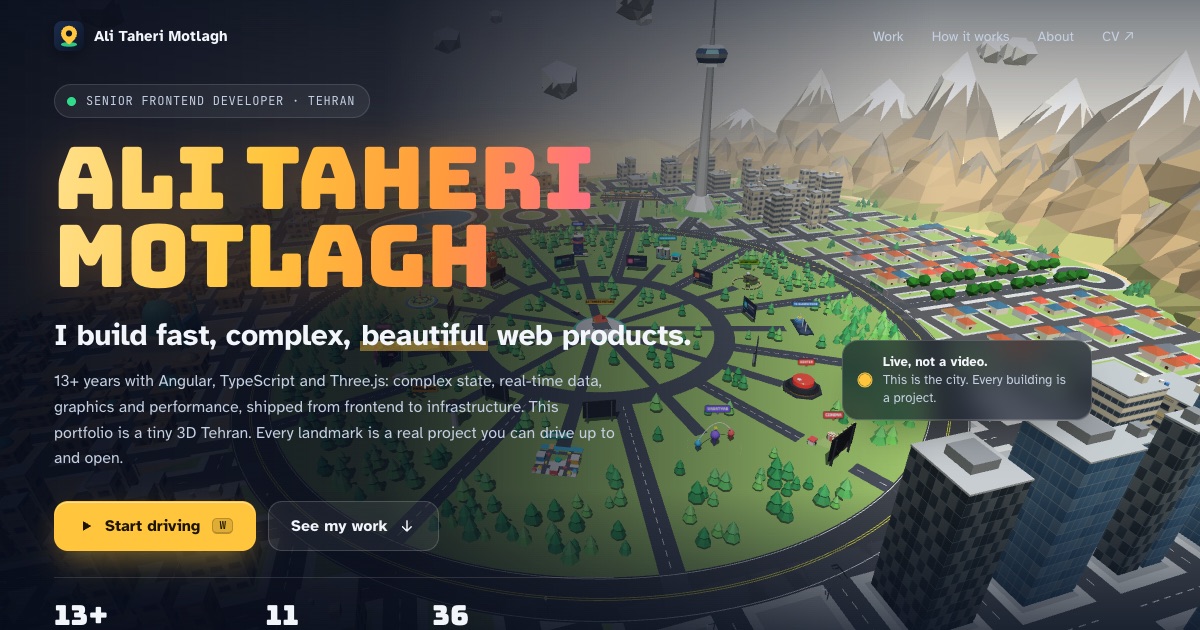 Ali Taheri Motlagh
Work How it works About CV ↗
SENIOR FRONTEND DEVELOPER · TEHRAN
ALI TAHERI
MOTLAGH
I build fast, complex, beautiful web products.
13+ years with Angular, TypeScript and Three.js: complex state, real-time data,
graphics and performance, shipped from frontend to infrastructure. This
portfolio is a tiny 3D Tehran. Every landmark is a real project you can drive up to
and open.
Live, not a video.
This is the city. Every building is
a project.
Start driving W
See my work ↓
13+ 11 36